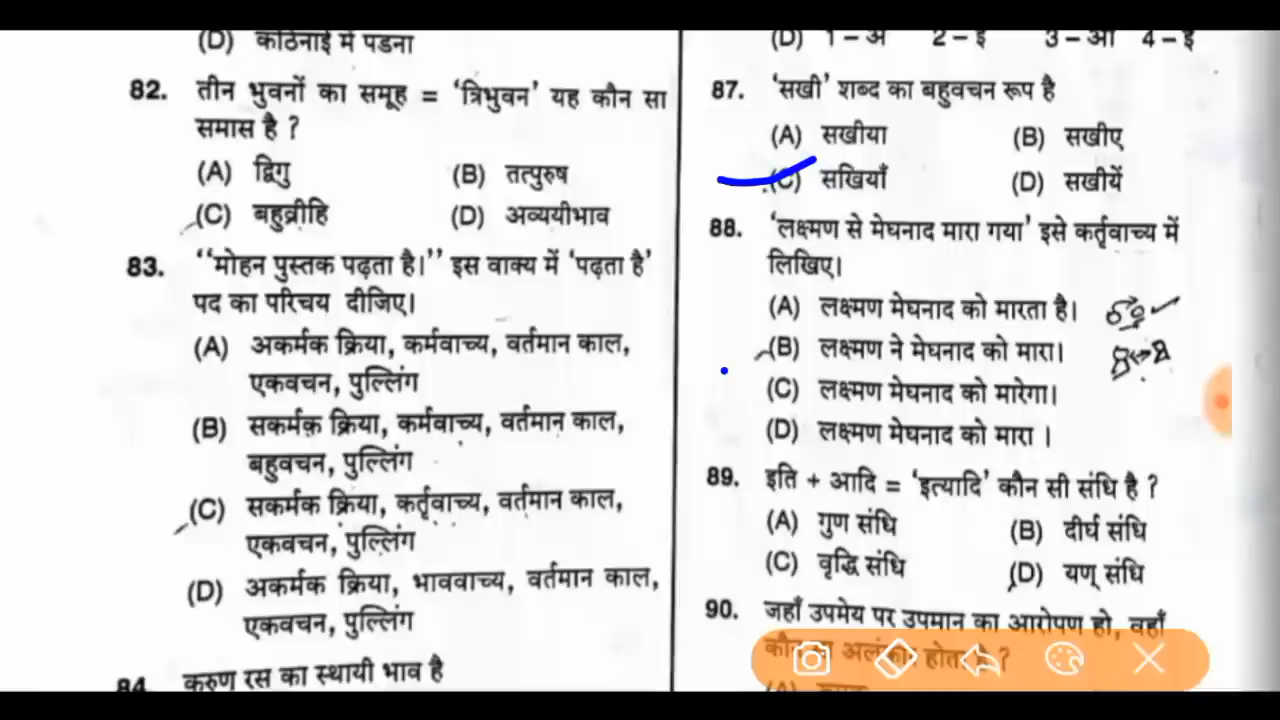 (D) कठिनाई में पडना
82. तीन भुवनों का समूह = 'त्रिभुवन' यह कौन सा
समास है ?
(A) द्विगु (B) तत्पुरुष
(C) बहुव्रीहि (D) अव्ययीभाव
83. "मोहन पुस्तक पढ़ता है।" इस वाक्य में 'पढ़ता है'
पद का परिचय दीजिए।
(A) अकर्मक क्रिया, कर्मवाच्य, वर्तमान काल,
एकवचन, पुल्लिंग
(B) सकर्मक क्रिया, कर्मवाच्य, वर्तमान काल,
बहुवचन, पुल्लिंग
(C) सकर्मक क्रिया, कर्तृवाच्य, वर्तमान काल,
एकवचन, पुल्लिंग
(D) अकर्मक क्रिया, भाववाच्य, वर्तमान काल,
एकवचन, पुल्लिंग
84. करुण रस का स्थायी भाव है
(D) 1 – अ 2 – इ 3 – आ 4 – इ
87. 'सखी' शब्द का बहुवचन रूप है
(A) सखीया (B) सखीए
(C) सखियाँ (D) सखीयें
88. 'लक्ष्मण से मेघनाद मारा गया' इसे कर्तृवाच्य में
लिखिए।
(A) लक्ष्मण मेघनाद को मारता है।
(B) लक्ष्मण ने मेघनाद को मारा।
(C) लक्ष्मण मेघनाद को मारेगा।
(D) लक्ष्मण मेघनाद को मारा ।
89. इति + आदि = 'इत्यादि' कौन सी संधि है ?
(A) गुण संधि (B) दीर्घ संधि
(C) वृद्धि संधि (D) यण् संधि
90. जहाँ उपमेय पर उपमान का आरोपण हो, वहाँ
कौन सा अलंकार होता है ?